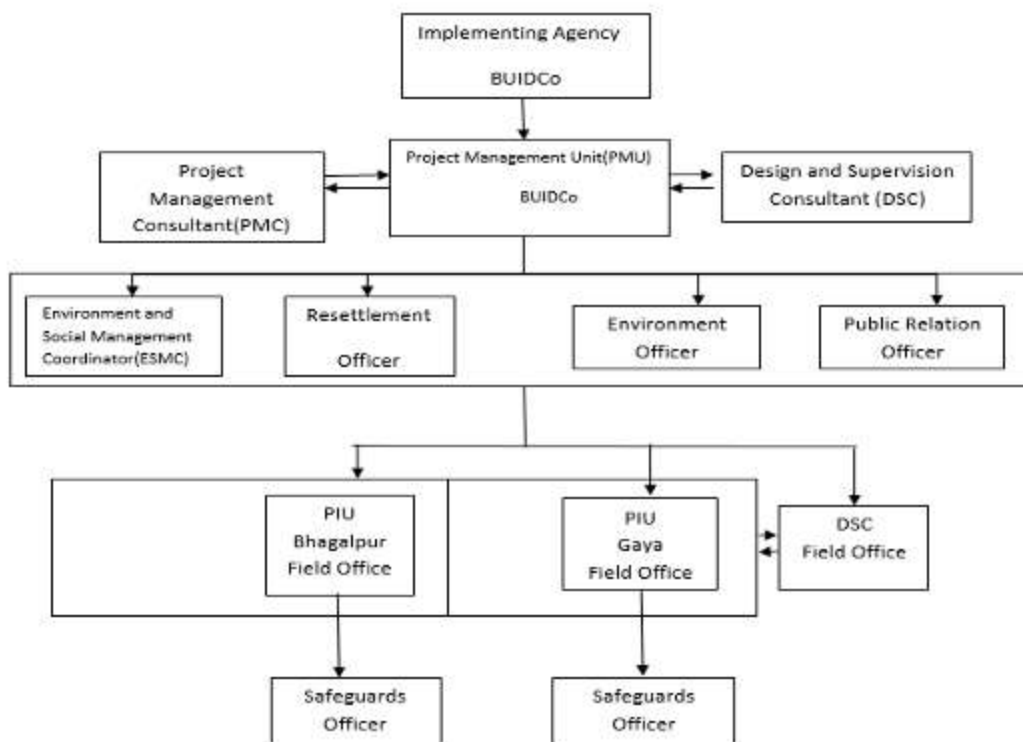 Implementing Agency
BUIDCo
Project Management Unit(PMU)
BUIDCo
Project
Management
Consultant(PMC)
Design and Supervision
Consultant (DSC)
Environment and
Social Management
Coordinator(ESMC)
Resettlement
Officer
Environment
Officer
Public Relation
Officer
PIU
Bhagalpur
Field Office
PIU
Gaya
Field Office
DSC
Field Office
Safeguards
Officer
Safeguards
Officer